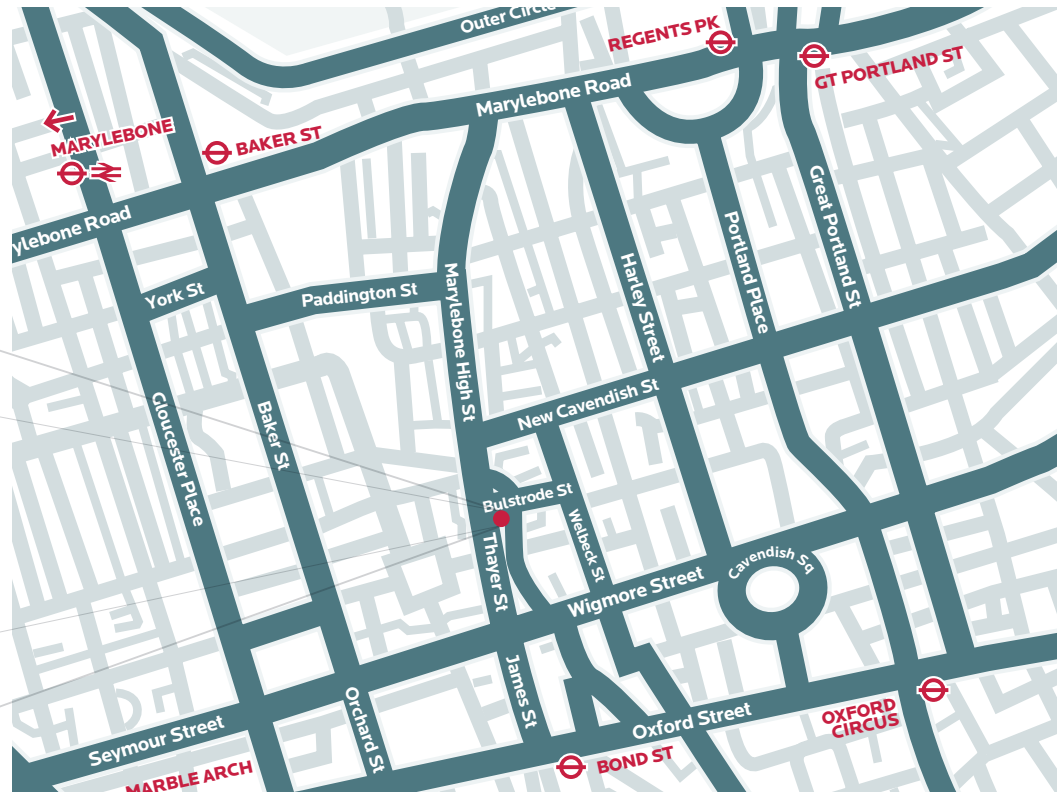 Outer Circle
REGENTS PK
GT PORTLAND ST
Marylebone Road
MARYLEBONE
BAKER ST
ylebone Road
Great Portland St
Portland Place
Harley Street
York St
Paddington St
Marylebone High St
New Cavendish St
Gloucester Place
Baker St
Bulstrode St
Welbeck St
Thayer St
Cavendish Sq
Wigmore Street
James St
Orchard St
Seymour Street
Oxford Street
OXFORD
CIRCUS
BOND ST
MARBLE ARCH